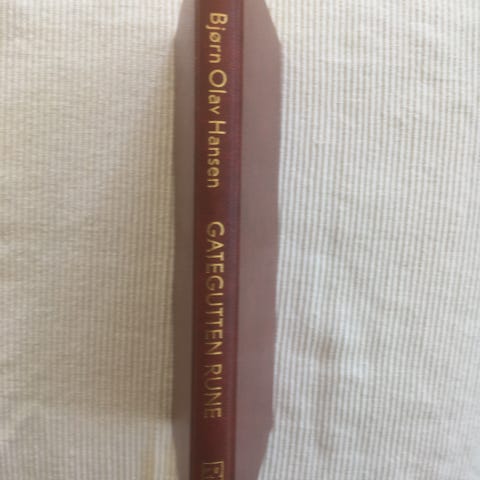 Bjørn Olav Hansen
GATEGUTTEN RUNE